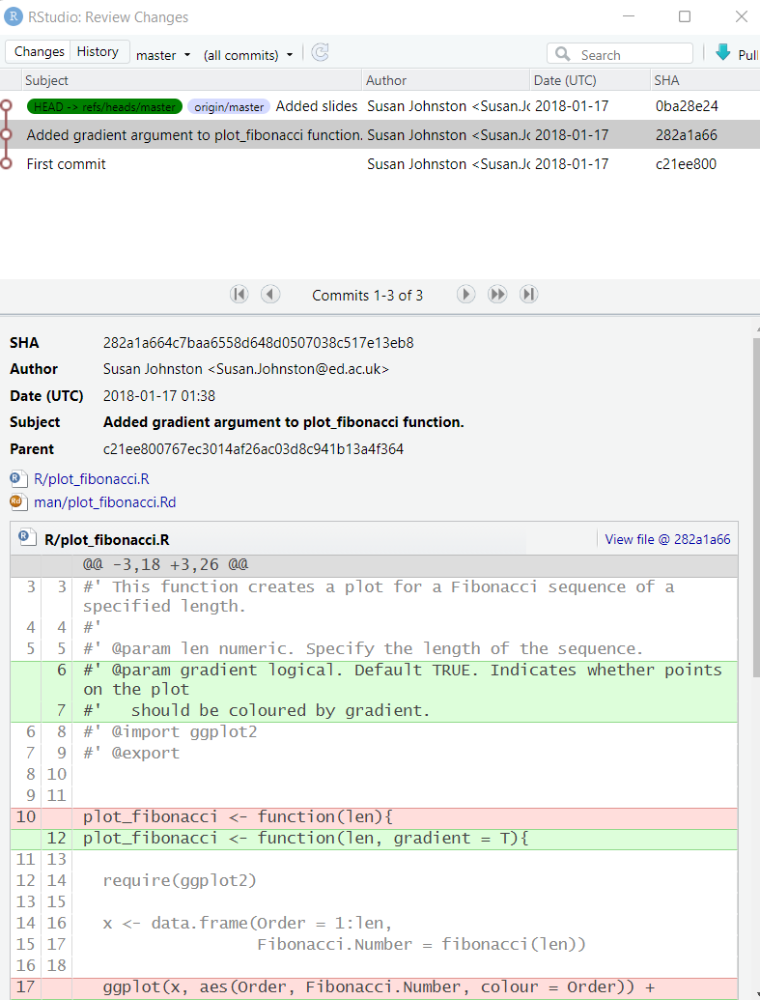 R RStudio: Review Changes
Changes History master (all commits) Search Pull
Subject Author Date (UTC) SHA
HEAD -> refs/heads/master origin/master Added slides Susan Johnston <Susan.Jo 2018-01-17 0ba28e24
Added gradient argument to plot_fibonacci function. Susan Johnston <Susan.Jo 2018-01-17 282a1a66
First commit Susan Johnston <Susan.Jo 2018-01-17 c21ee800
Commits 1-3 of 3
SHA 282a1a664c7baa6558d648d0507038c517e13eb8
Author Susan Johnston <Susan.Johnston@ed.ac.uk>
Date (UTC) 2018-01-17 01:38
Subject Added gradient argument to plot_fibonacci function.
Parent c21ee800767ec3014af26ac03d8c941b13a4f364
R R/plot_fibonacci.R
Rd man/plot_fibonacci.Rd
R R/plot_fibonacci.R View file @ 282a1a66
@@ -3,18 +3,26 @@
3 3 #' This function creates a plot for a Fibonacci sequence of a
specified length.
4 4 #'
5 5 #' @param len numeric. Specify the length of the sequence.
6 #' @param gradient logical. Default TRUE. Indicates whether points
on the plot
7 #'   should be coloured by gradient.
6 8 #' @import ggplot2
7 9 #' @export
8 10
9 11
10 plot_fibonacci <- function(len){
12 plot_fibonacci <- function(len, gradient = T){
11 13
12 14   require(ggplot2)
13 15
14 16   x <- data.frame(Order = 1:len,
15 17                   Fibonacci.Number = fibonacci(len))
16 18
17   ggplot(x, aes(Order, Fibonacci.Number, colour = Order)) +